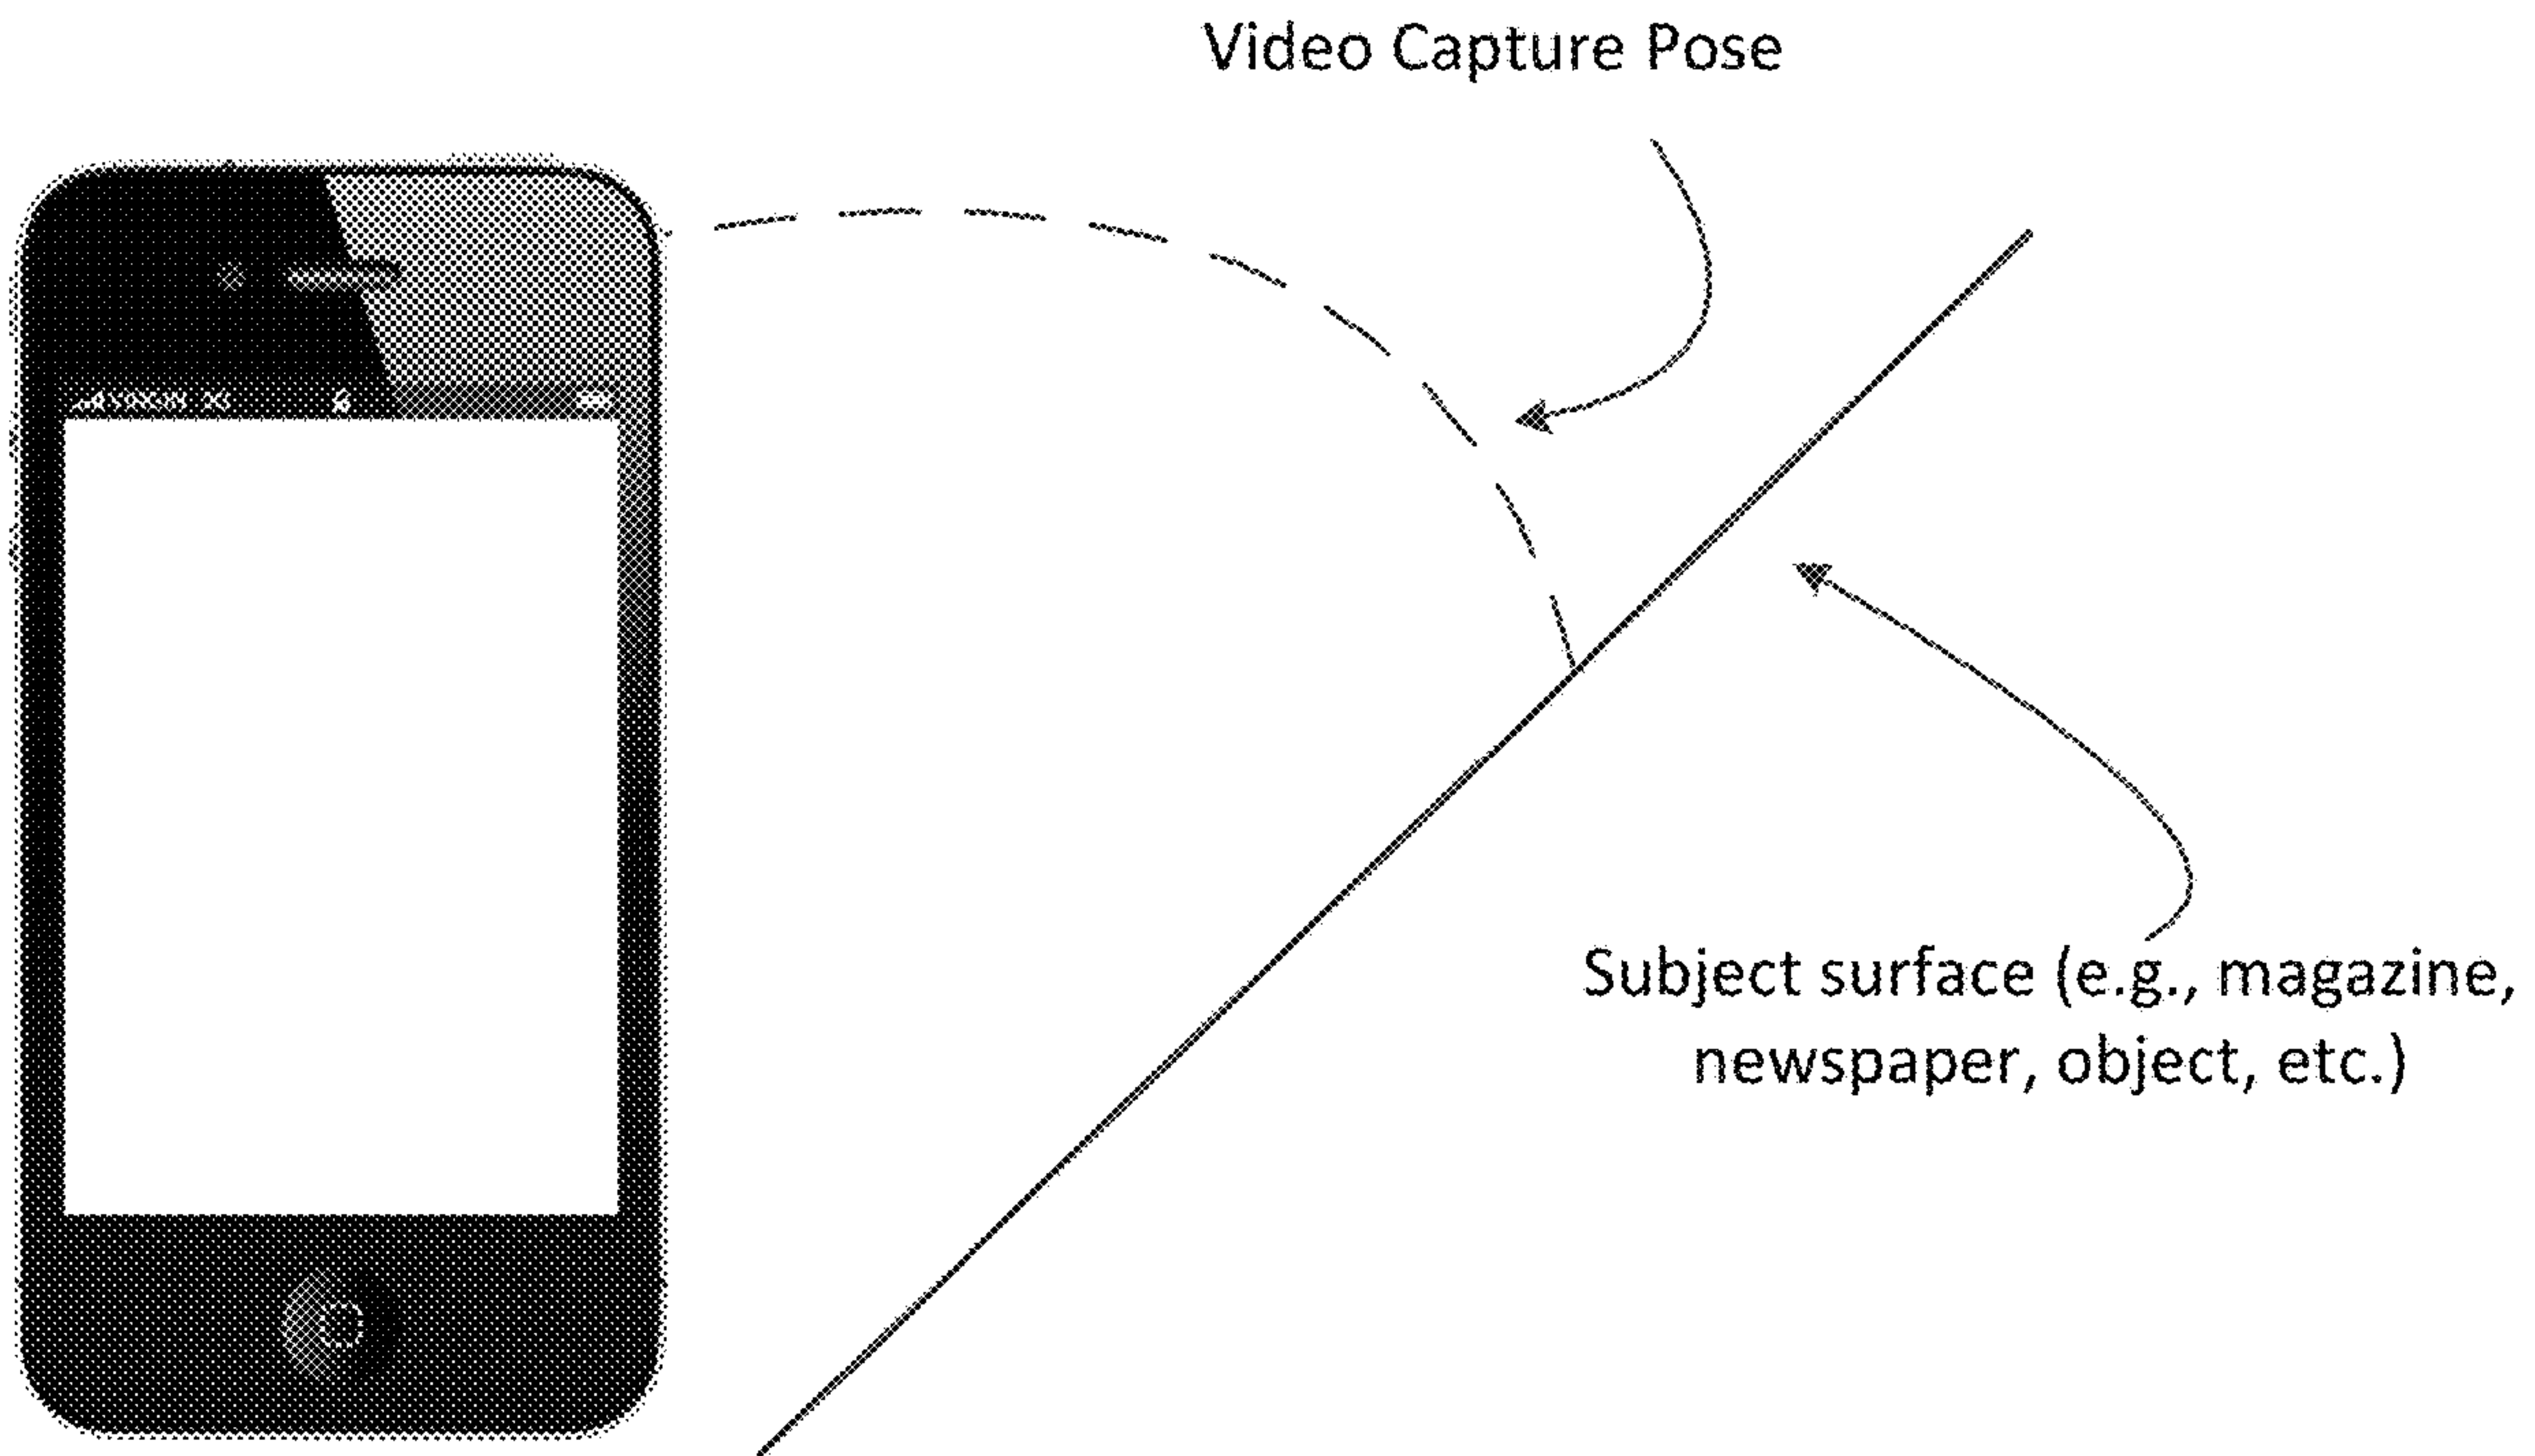 Video Capture Pose
Subject surface (e.g., magazine,
newspaper, object, etc.)